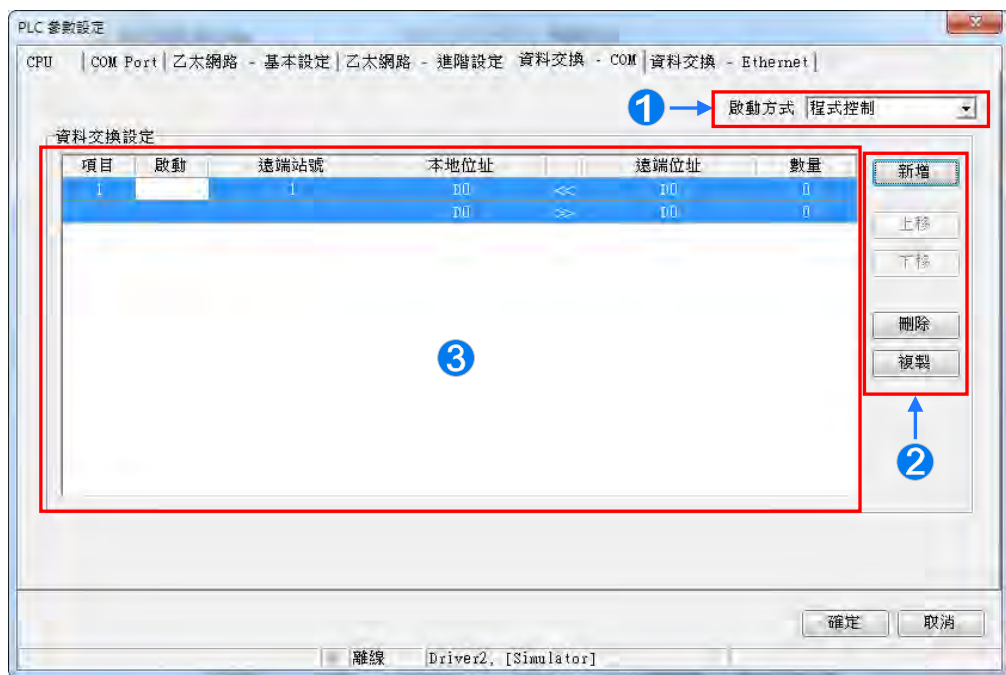 PLC 參數設定
CPU | COM Port | 乙太網路 - 基本設定 | 乙太網路 - 進階設定 資料交換 - COM | 資料交換 - Ethernet |
1 啟動方式 程式控制
資料交換設定
項目 啟動 遠端站號 本地位址 遠端位址 數量
1 1 D0 << D0 0
D0 >> D0 0
新增
上移
下移
刪除
複製
3
2
確定 取消
離線 Driver2, [Simulator]